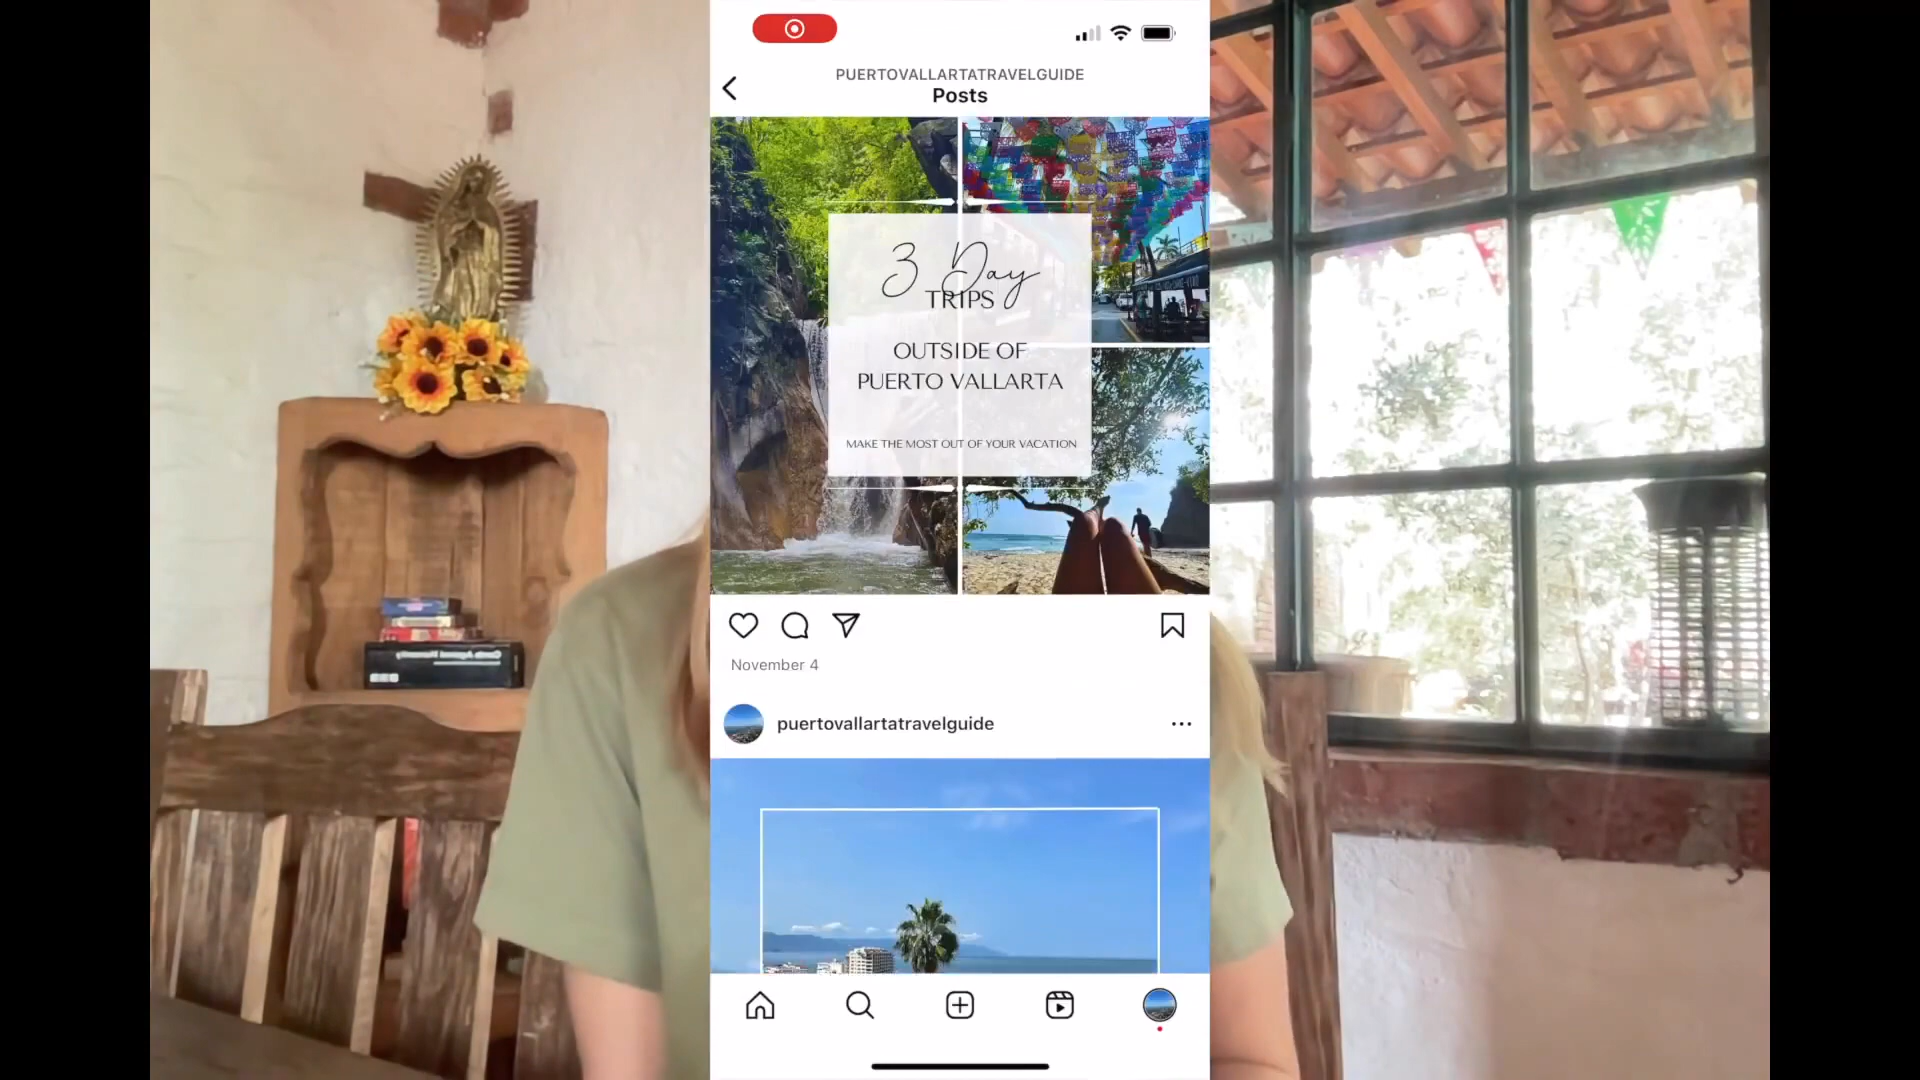 PUERTOVALLARTATRAVELGUIDE
Posts
3 Day
TRIPS
OUTSIDE OF
PUERTO VALLARTA
MAKE THE MOST OUT OF YOUR VACATION
November 4
puertovallartatravelguide